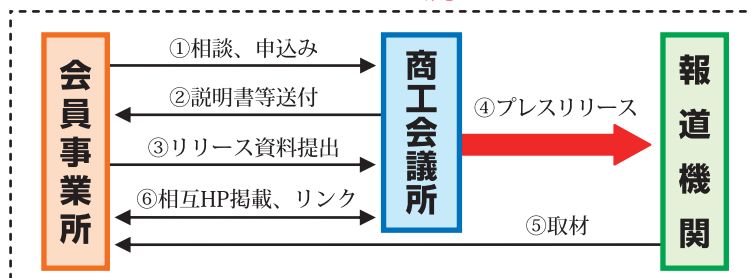 会員事業所
①相談、申込み
②説明書等送付
③リリース資料提出
⑥相互HP掲載、リンク
商工会議所
④プレスリリース
⑤取材
報道機関